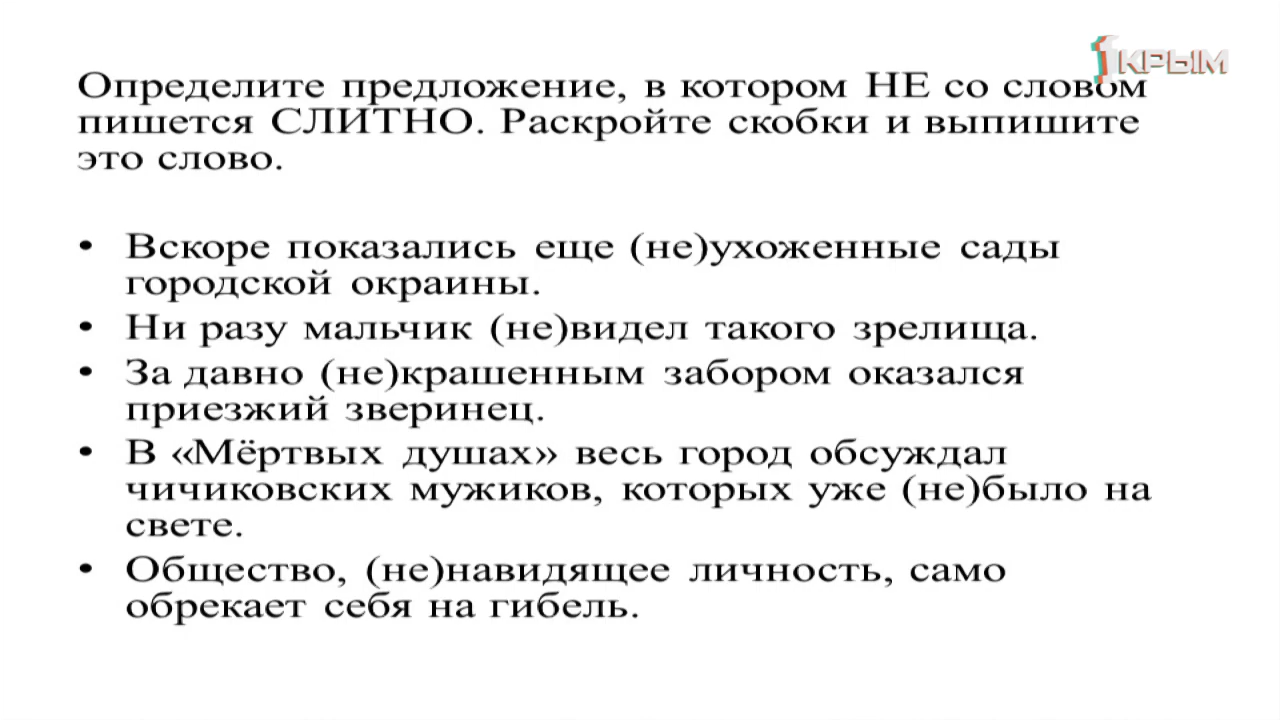 1КРЫМ
Определите предложение, в котором НЕ со словом
пишется СЛИТНО. Раскройте скобки и выпишите
это слово.
• Вскоре показались еще (не)ухоженные сады
городской окраины.
• Ни разу мальчик (не)видел такого зрелища.
• За давно (не)крашенным забором оказался
приезжий зверинец.
• В «Мёртвых душах» весь город обсуждал
чичиковских мужиков, которых уже (не)было на
свете.
• Общество, (не)навидящее личность, само
обрекает себя на гибель.